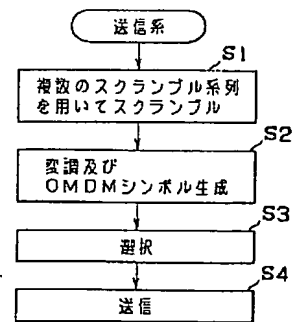 送信系
S1
複数のスクランブル系列
を用いてスクランブル
S2
変調及び
OMDMシンボル生成
S3
選択
S4
送信